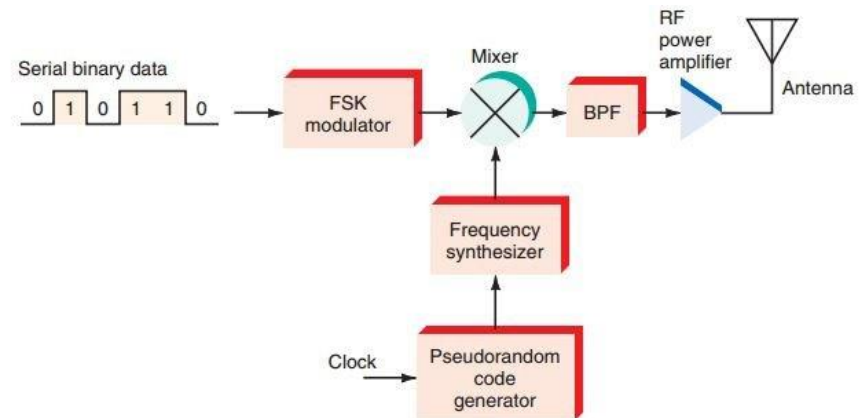 Serial binary data
0 1 0 1 1 0
FSK
modulator
Mixer
BPF
RF
power
amplifier
Antenna
Frequency
synthesizer
Clock
Pseudorandom
code
generator